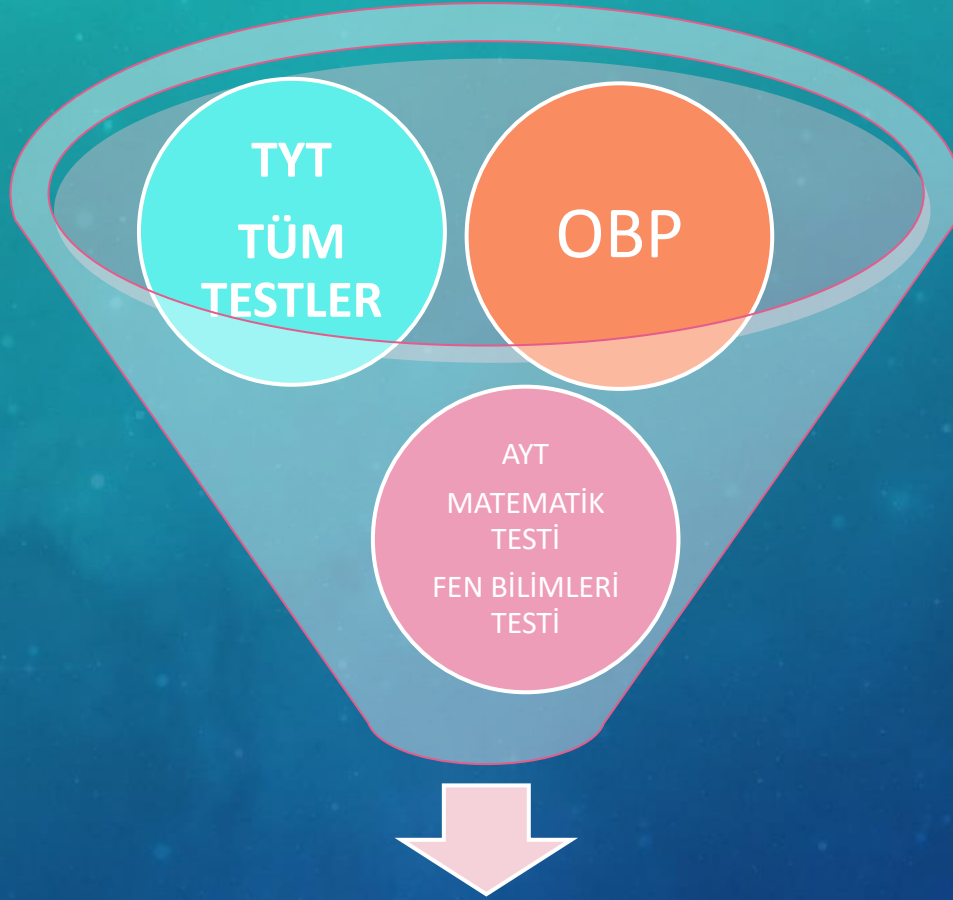 TYT
TÜM
TESTLER
OBP
AYT
MATEMATİK
TESTİ
FEN BİLİMLERİ
TESTİ